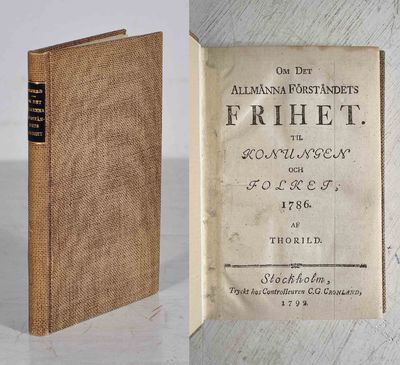 OM DET
ALLMÄNNA FÖRSTÅNDETS
FRIHET.
TIL
KONUNGEN
OCH
FOLKET;
1786.
AF
THORILD.
Stockholm,
Tryckt hos Controlleuren C. G. CRONLAND,
1792.